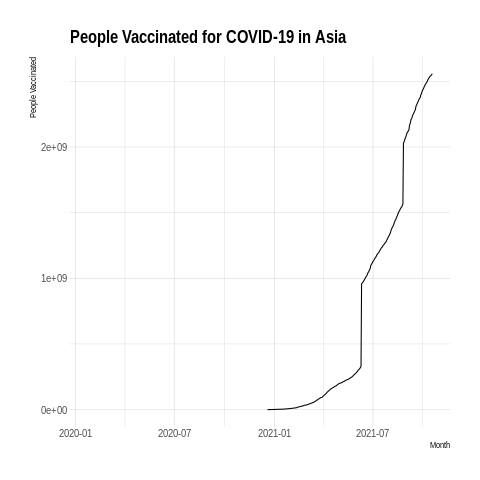 People Vaccinated for COVID-19 in Asia
People Vaccinated
2e+09
1e+09
0e+00
2020-01 2020-07 2021-01 2021-07
Month